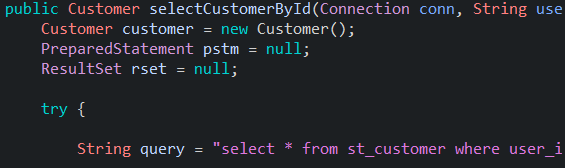 public Customer selectCustomerById(Connection conn, String use
Customer customer = new Customer();
PreparedStatement pstm = null;
ResultSet rset = null;
try {
String query = "select * from st_customer where user_i